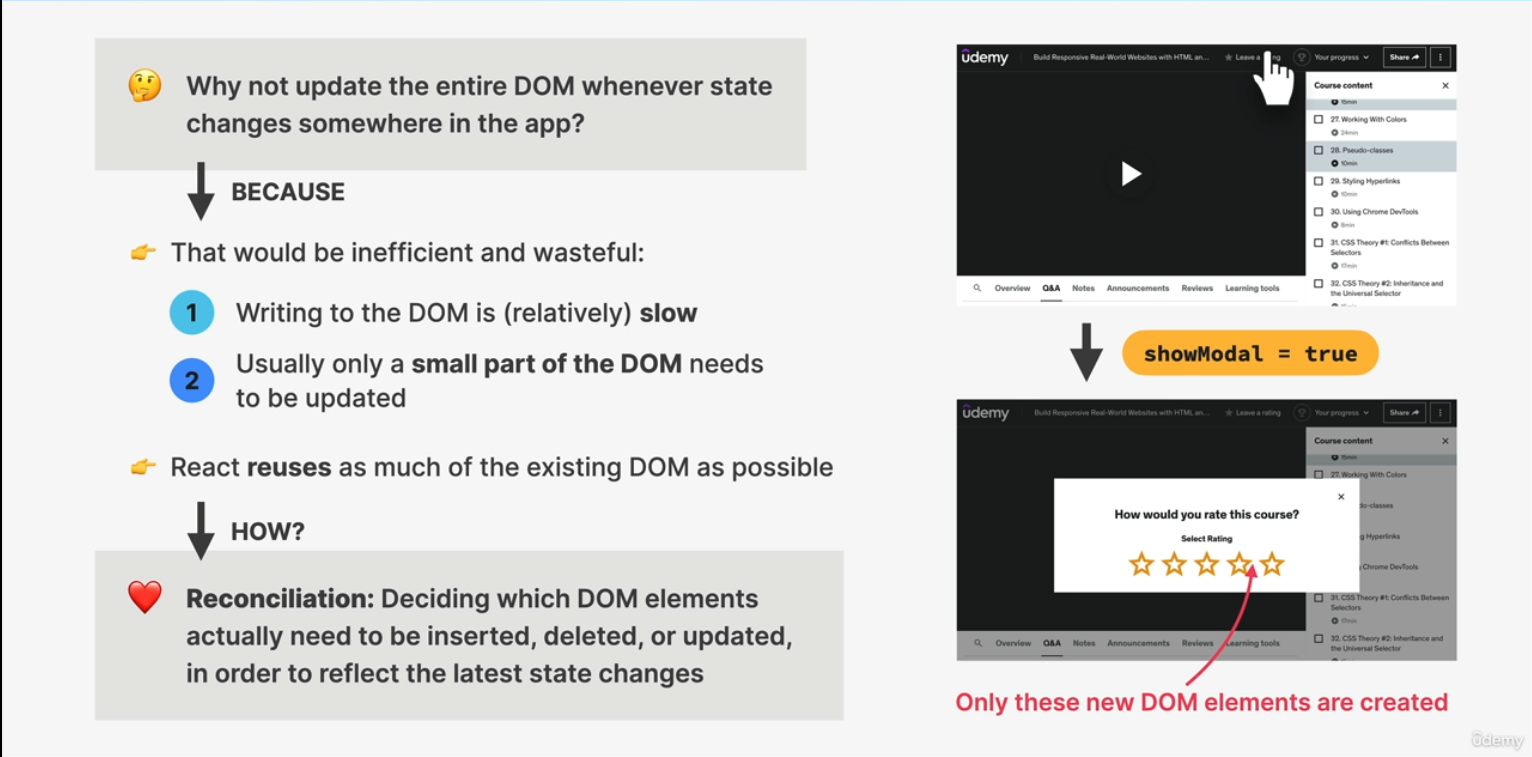 Why not update the entire DOM whenever state
changes somewhere in the app?
BECAUSE
That would be inefficient and wasteful:
1 Writing to the DOM is (relatively) slow
2 Usually only a small part of the DOM needs
to be updated
React reuses as much of the existing DOM as possible
HOW?
Reconciliation: Deciding which DOM elements
actually need to be inserted, deleted, or updated,
in order to reflect the latest state changes
udemy Build Responsive Real-World Websites with HTML an... Leave a Your progress Share
Course content
15min
27. Working With Colors
24min
28. Pseudo-classes
10min
29. Styling Hyperlinks
10min
30. Using Chrome DevTools
8min
31. CSS Theory #1: Conflicts Between
Selectors
17min
32. CSS Theory #2: Inheritance and
the Universal Selector
Overview Q&A Notes Announcements Reviews Learning tools
showModal = true
udemy Build Responsive Real-World Websites with HTML an... Leave a rating Your progress Share
Course content
15min
27. Working With Colors
How would you rate this course?
Select Rating
31. CSS Theory #1: Conflicts Between
Selectors
17min
32. CSS Theory #2: Inheritance and
the Universal Selector
Overview Q&A Notes Announcements Reviews Learning tools
Only these new DOM elements are created
udemy